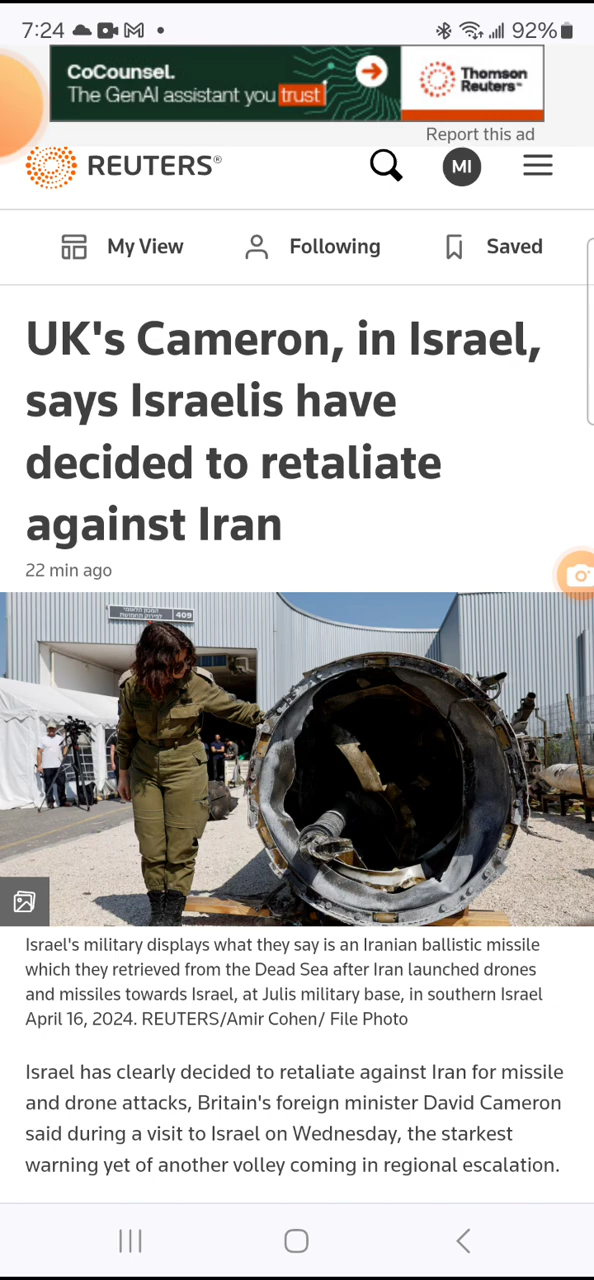 7:24 92%
CoCounsel.
The GenAI assistant you trust
Thomson
Reuters™
Report this ad
REUTERS®
MI
My View Following Saved
UK's Cameron, in Israel,
says Israelis have
decided to retaliate
against Iran
22 min ago
409
Israel's military displays what they say is an Iranian ballistic missile
which they retrieved from the Dead Sea after Iran launched drones
and missiles towards Israel, at Julis military base, in southern Israel
April 16, 2024. REUTERS/Amir Cohen/ File Photo
Israel has clearly decided to retaliate against Iran for missile
and drone attacks, Britain's foreign minister David Cameron
said during a visit to Israel on Wednesday, the starkest
warning yet of another volley coming in regional escalation.